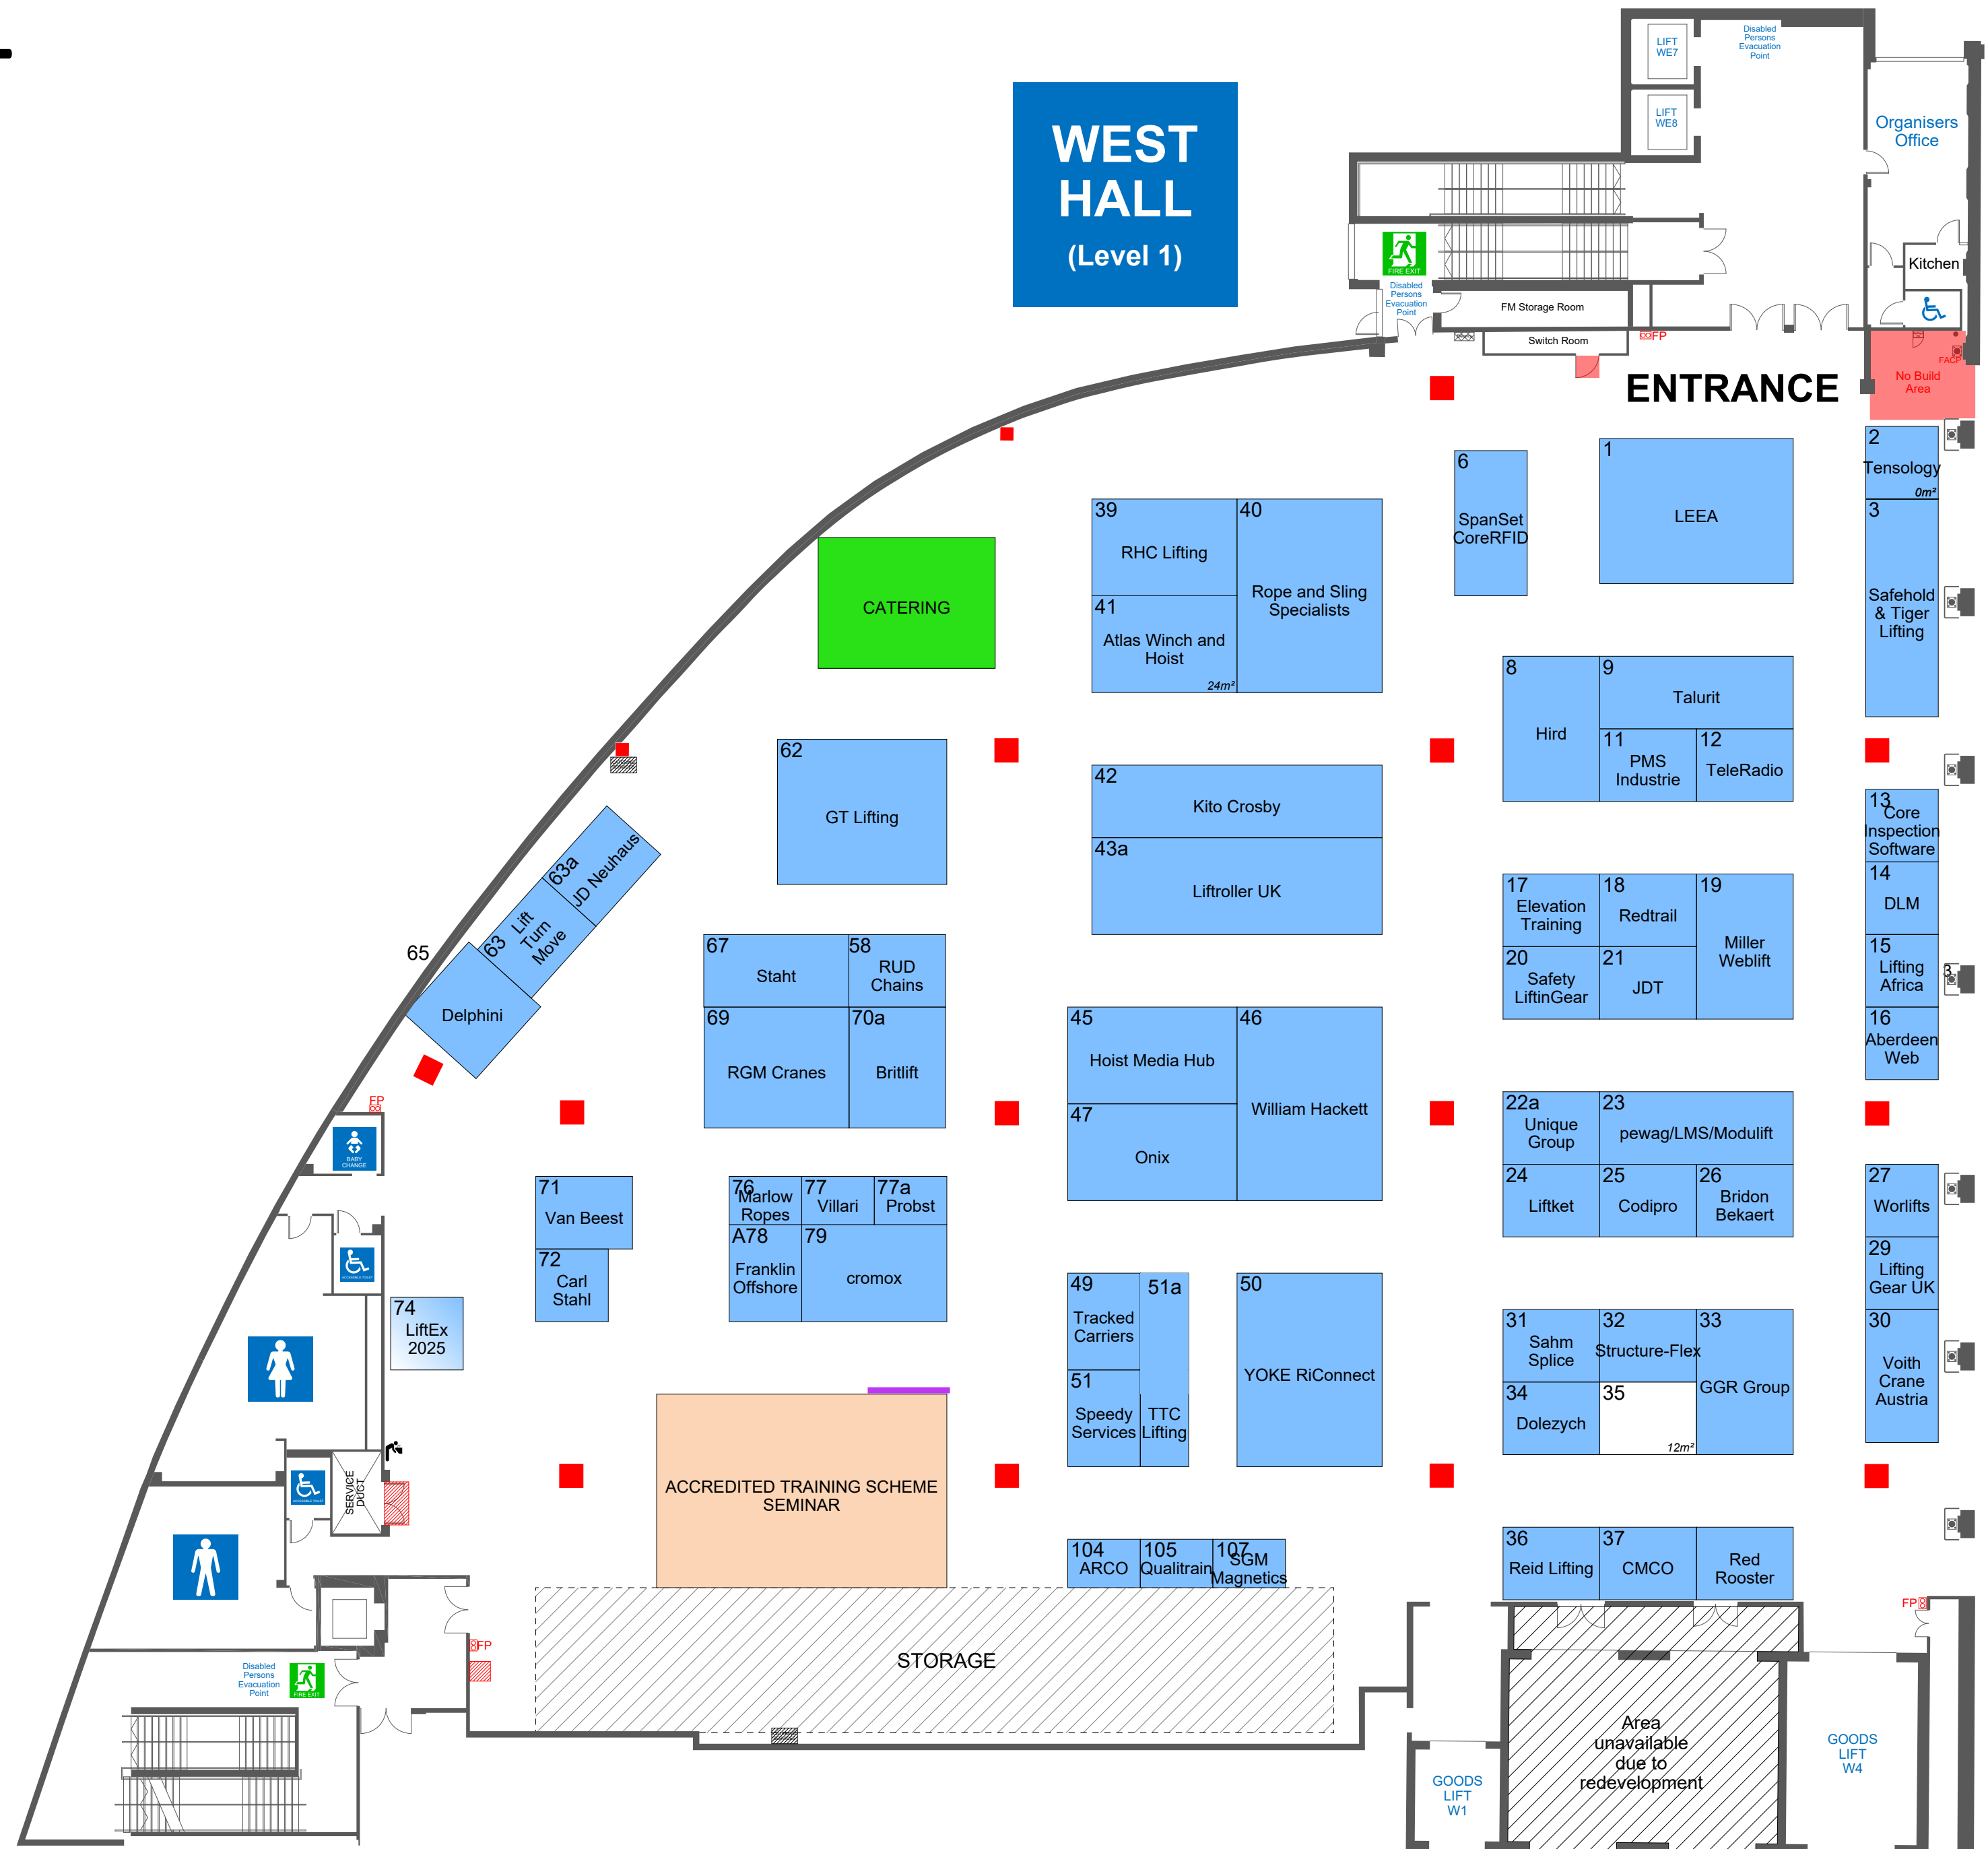 WEST
HALL
(Level 1)
LIFT
WE7
LIFT
WE8
Disabled
Persons
Evacuation
Point
Organisers
Office
Kitchen
FIRE EXIT
Disabled
Persons
Evacuation
Point
FM Storage Room
Switch Room
FP
FACP
No Build
Area
ENTRANCE
1
LEEA
2
Tensology
0m²
3
Safehold
& Tiger
Lifting
6
SpanSet
CoreRFID
39
RHC Lifting
40
Rope and Sling
Specialists
41
Atlas Winch and
Hoist
24m²
CATERING
8
Hird
9
Talurit
11
PMS
Industrie
12
TeleRadio
62
GT Lifting
42
Kito Crosby
43a
Liftroller UK
13
Core
Inspection
Software
14
DLM
15
Lifting
Africa
3
16
Aberdeen
Web
63a
JD Neuhaus
63
Lift
Turn
Move
65
Delphini
17
Elevation
Training
18
Redtrail
19
Miller
Weblift
20
Safety
LiftinGear
21
JDT
67
Staht
58
RUD
Chains
69
RGM Cranes
70a
Britlift
45
Hoist Media Hub
46
William Hackett
47
Onix
22a
Unique
Group
23
pewag/LMS/Modulift
24
Liftket
25
Codipro
26
Bridon
Bekaert
27
Worlifts
29
Lifting
Gear UK
30
Voith
Crane
Austria
FP
BABY
CHANGE
71
Van Beest
72
Carl
Stahl
76
Marlow
Ropes
77
Villari
77a
Probst
A78
Franklin
Offshore
79
cromox
74
LiftEx
2025
49
Tracked
Carriers
51a
TTC
Lifting
51
Speedy
Services
50
YOKE RiConnect
31
Sahm
Splice
32
Structure-Flex
33
GGR Group
34
Dolezych
35
12m²
ACCREDITED TRAINING SCHEME
SEMINAR
SERVICE
DUCT
104
ARCO
105
Qualitrain
107
SGM
Magnetics
36
Reid Lifting
37
CMCO
Red
Rooster
FP
FP
STORAGE
Disabled
Persons
Evacuation
Point
FIRE EXIT
Area
unavailable
due to
redevelopment
GOODS
LIFT
W1
GOODS
LIFT
W4